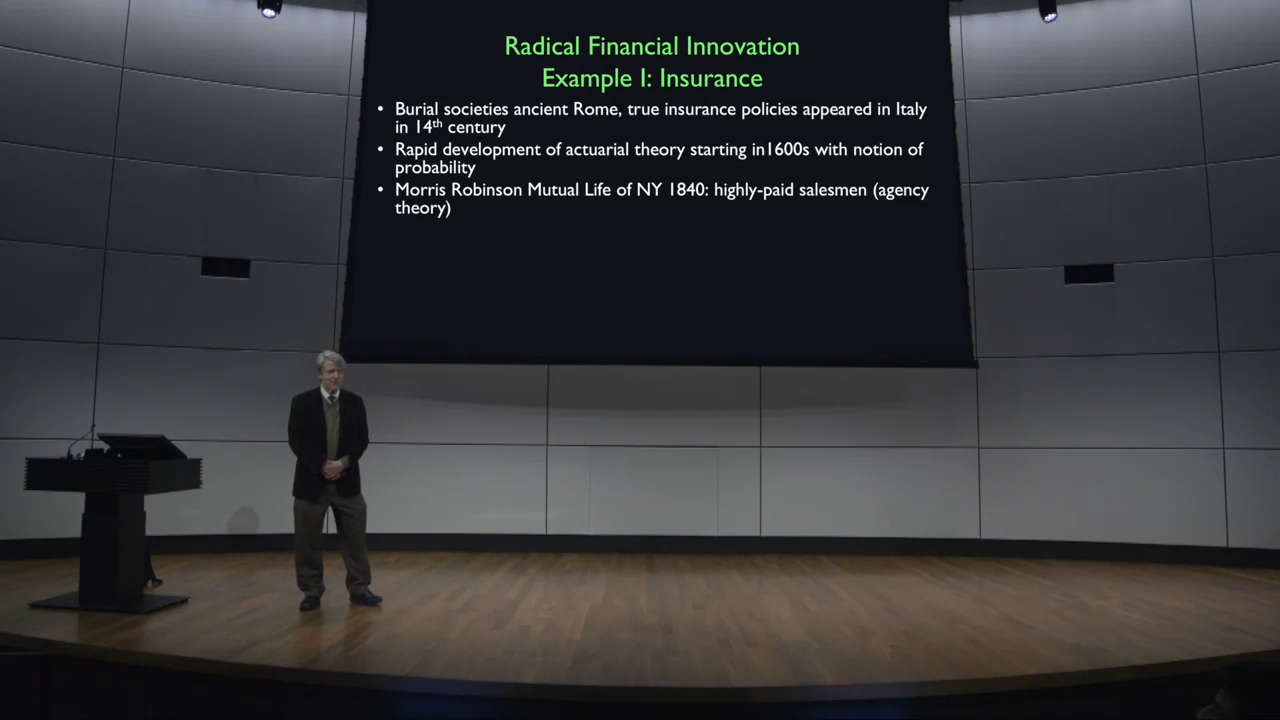 Radical Financial Innovation
Example I: Insurance
• Burial societies ancient Rome, true insurance policies appeared in Italy
in 14th century
• Rapid development of actuarial theory starting in1600s with notion of
probability
• Morris Robinson Mutual Life of NY 1840: highly-paid salesmen (agency
theory)